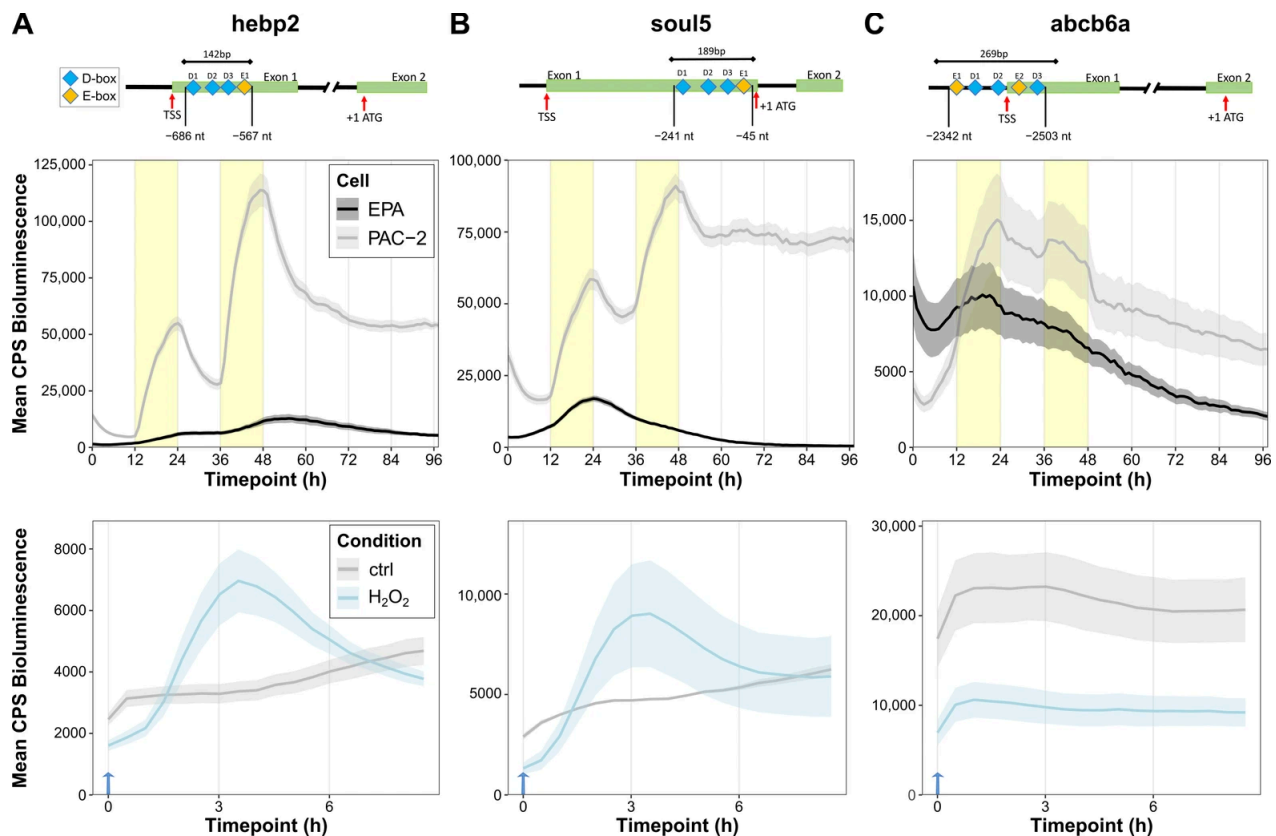 A hebp2
B soul5
C abcb6a
142bp
D-box
E-box
D1 D2 D3 E1
Exon 1
Exon 2
TSS
+1 ATG
−686 nt
−567 nt
189bp
Exon 1
D1 D2 D3 E1
Exon 2
TSS
+1 ATG
−241 nt
−45 nt
269bp
E1 D1 D2 E2 D3
Exon 1
Exon 2
TSS
+1 ATG
−2342 nt
−2503 nt
Mean CPS Bioluminescence
125,000
100,000
75,000
50,000
25,000
0
Cell
EPA
PAC−2
0 12 24 36 48 60 72 84 96
Timepoint (h)
100,000
75,000
50,000
25,000
0
0 12 24 36 48 60 72 84 96
Timepoint (h)
15,000
10,000
5000
0
0 12 24 36 48 60 72 84 96
Timepoint (h)
Mean CPS Bioluminescence
8000
6000
4000
2000
0
Condition
ctrl
H₂O₂
0 3 6
Timepoint (h)
10,000
5000
0
0 3 6
Timepoint (h)
30,000
20,000
10,000
0
0 3 6
Timepoint (h)